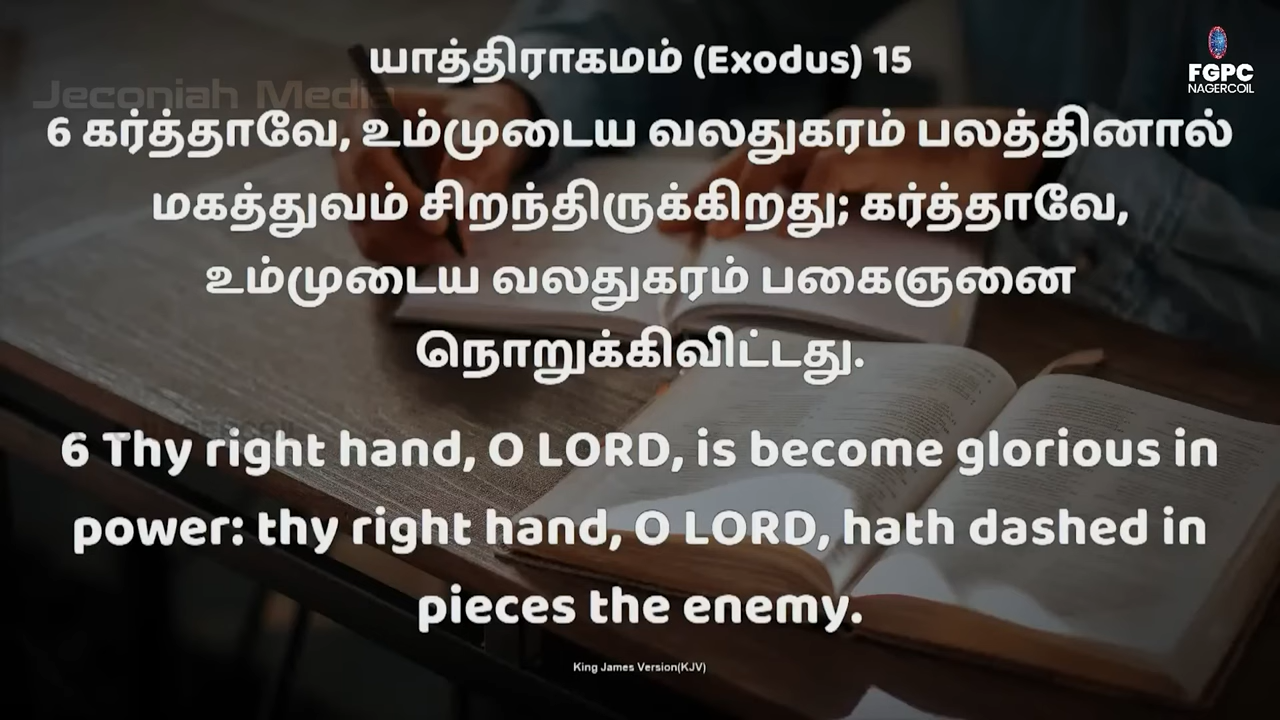 யாத்திராகமம் (Exodus) 15
FGPC
NAGERCOIL
Jeconiah Media
6 கர்த்தாவே, உம்முடைய வலதுகரம் பலத்தினால்
மகத்துவம் சிறந்திருக்கிறது; கர்த்தாவே,
உம்முடைய வலதுகரம் பகைஞனை
நொறுக்கிவிட்டது.
6 Thy right hand, O LORD, is become glorious in
power: thy right hand, O LORD, hath dashed in
pieces the enemy.
King James Version(KJV)